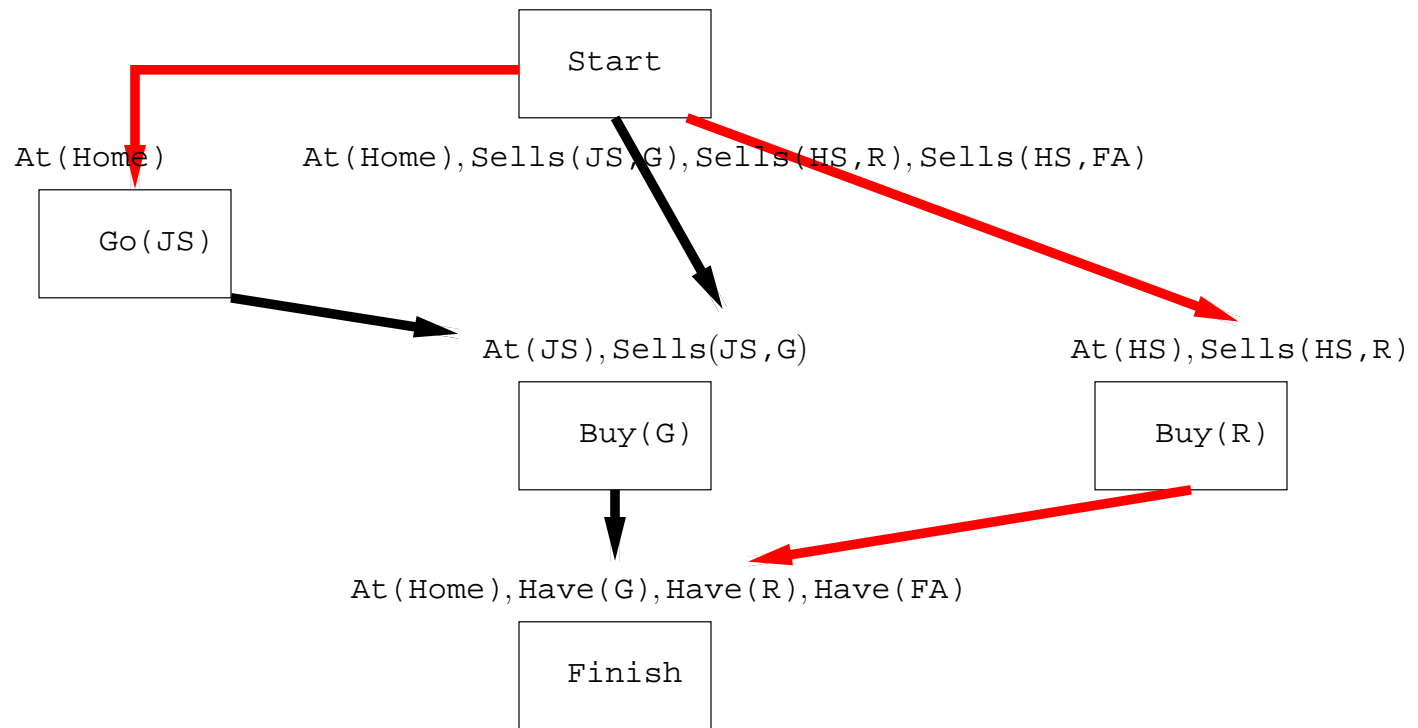 Start
At(Home) At(Home),Sells(JS,G),Sells(HS,R),Sells(HS,FA)
Go(JS)
At(JS),Sells(JS,G) At(HS),Sells(HS,R)
Buy(G) Buy(R)
At(Home),Have(G),Have(R),Have(FA)
Finish